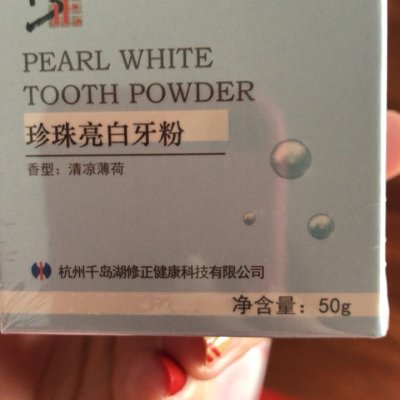 PEARL WHITE
TOOTH POWDER
珍珠亮白牙粉
香型：清凉薄荷
杭州千岛湖修正健康科技有限公司
净含量：50g